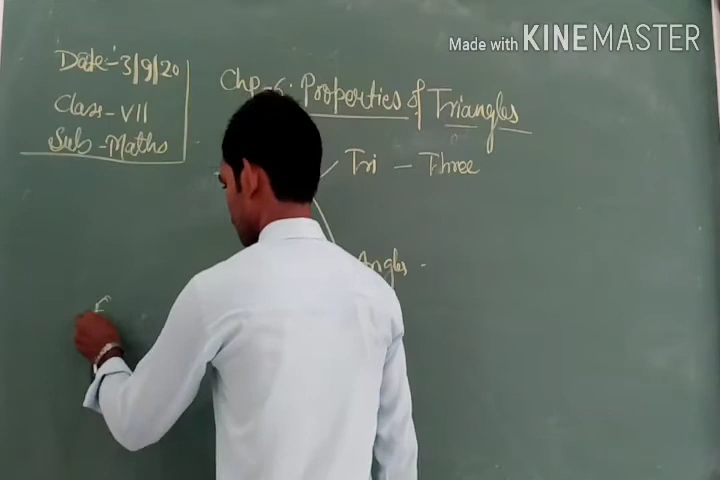 Made with KINEMASTER
Date:-3/9/20
Class-VII
Sub-Maths
Chp-6. Properties of Triangles
Tri - Three
Angles -